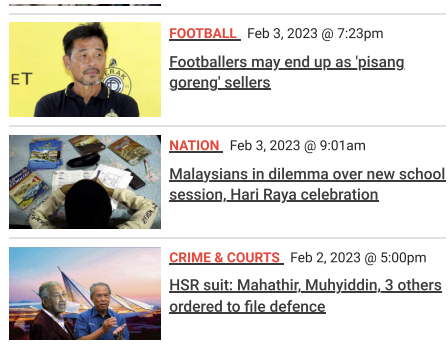 FOOTBALL Feb 3, 2023 @ 7:23pm
Footballers may end up as 'pisang
goreng' sellers
ET
NATION Feb 3, 2023 @ 9:01am
Malaysians in dilemma over new school
session, Hari Raya celebration
CRIME & COURTS Feb 2, 2023 @ 5:00pm
HSR suit: Mahathir, Muhyiddin, 3 others
ordered to file defence